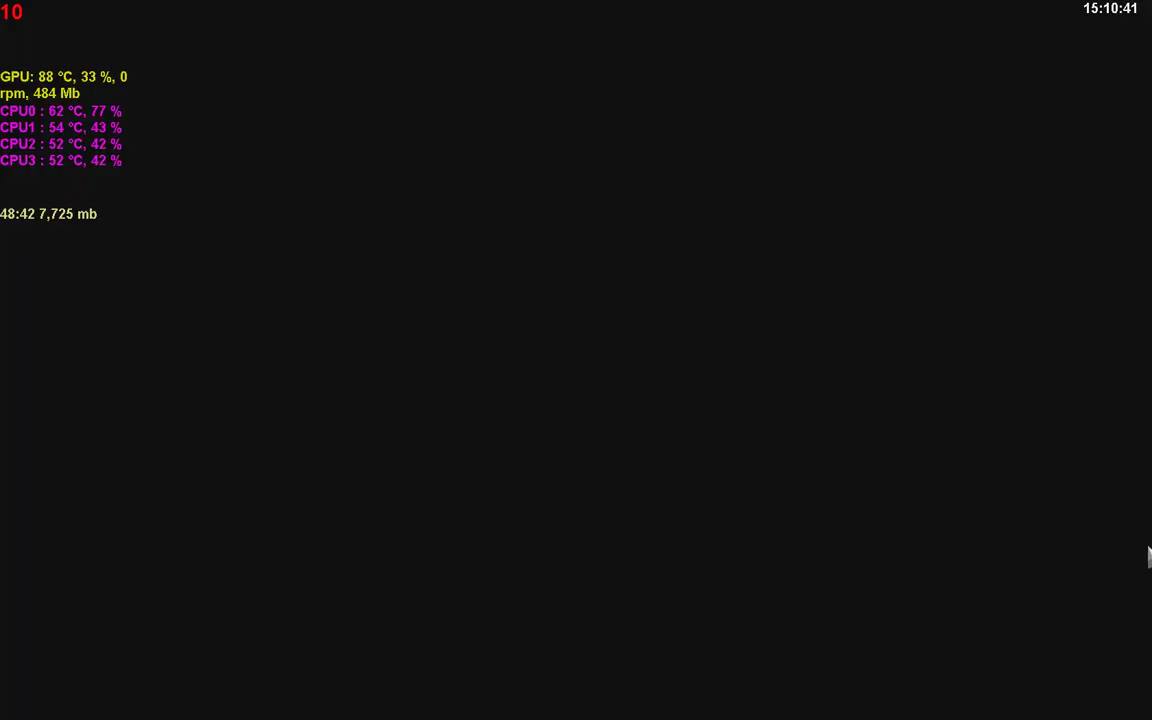 10
15:10:41
GPU: 88 °C, 33 %, 0
rpm, 484 Mb
CPU0 : 62 °C, 77 %
CPU1 : 54 °C, 43 %
CPU2 : 52 °C, 42 %
CPU3 : 52 °C, 42 %
48:42 7,725 mb